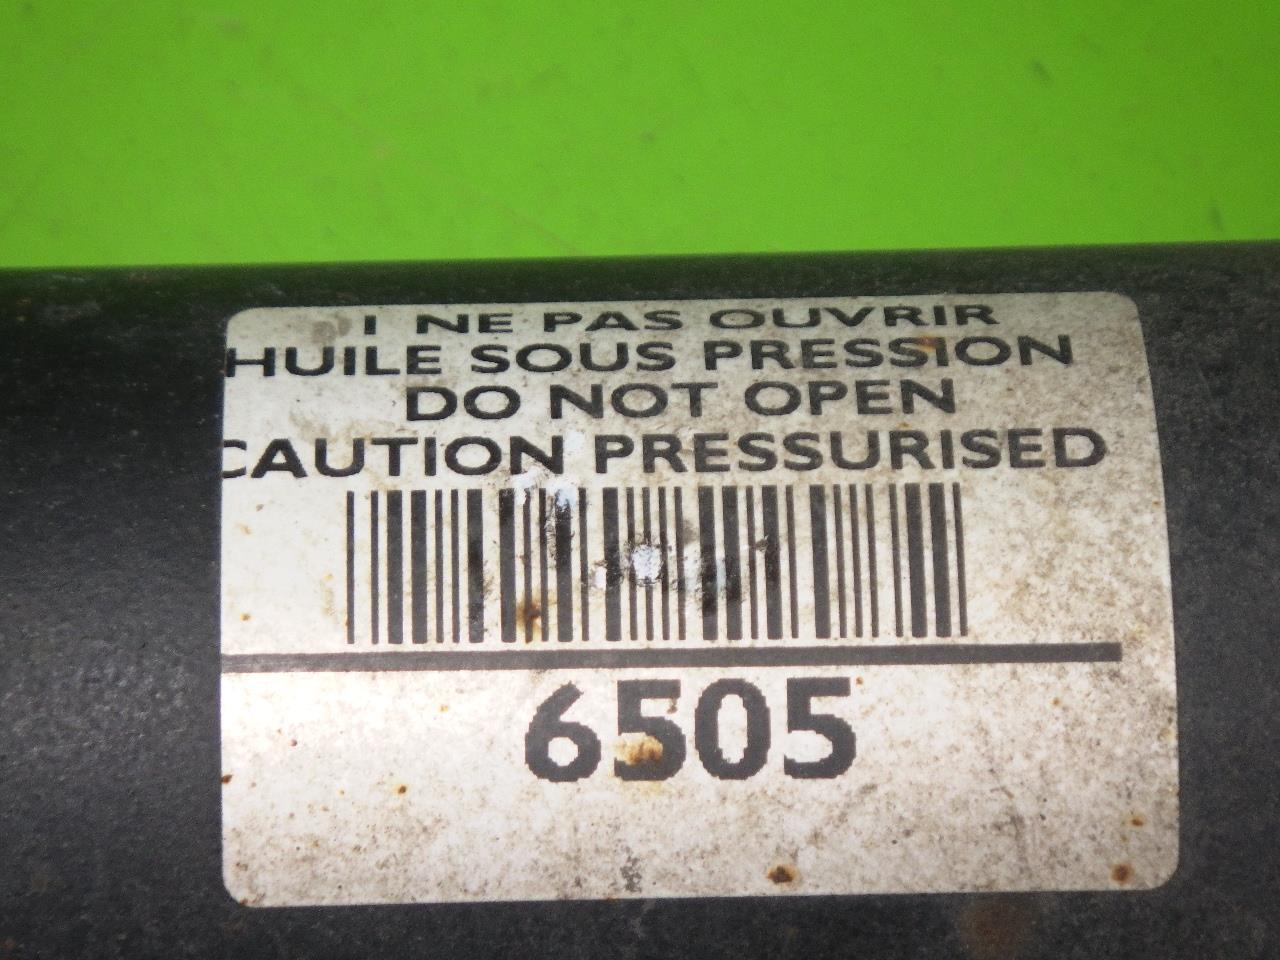 I NE PAS OUVRIR
HUILE SOUS PRESSION
DO NOT OPEN
CAUTION PRESSURISED
6505